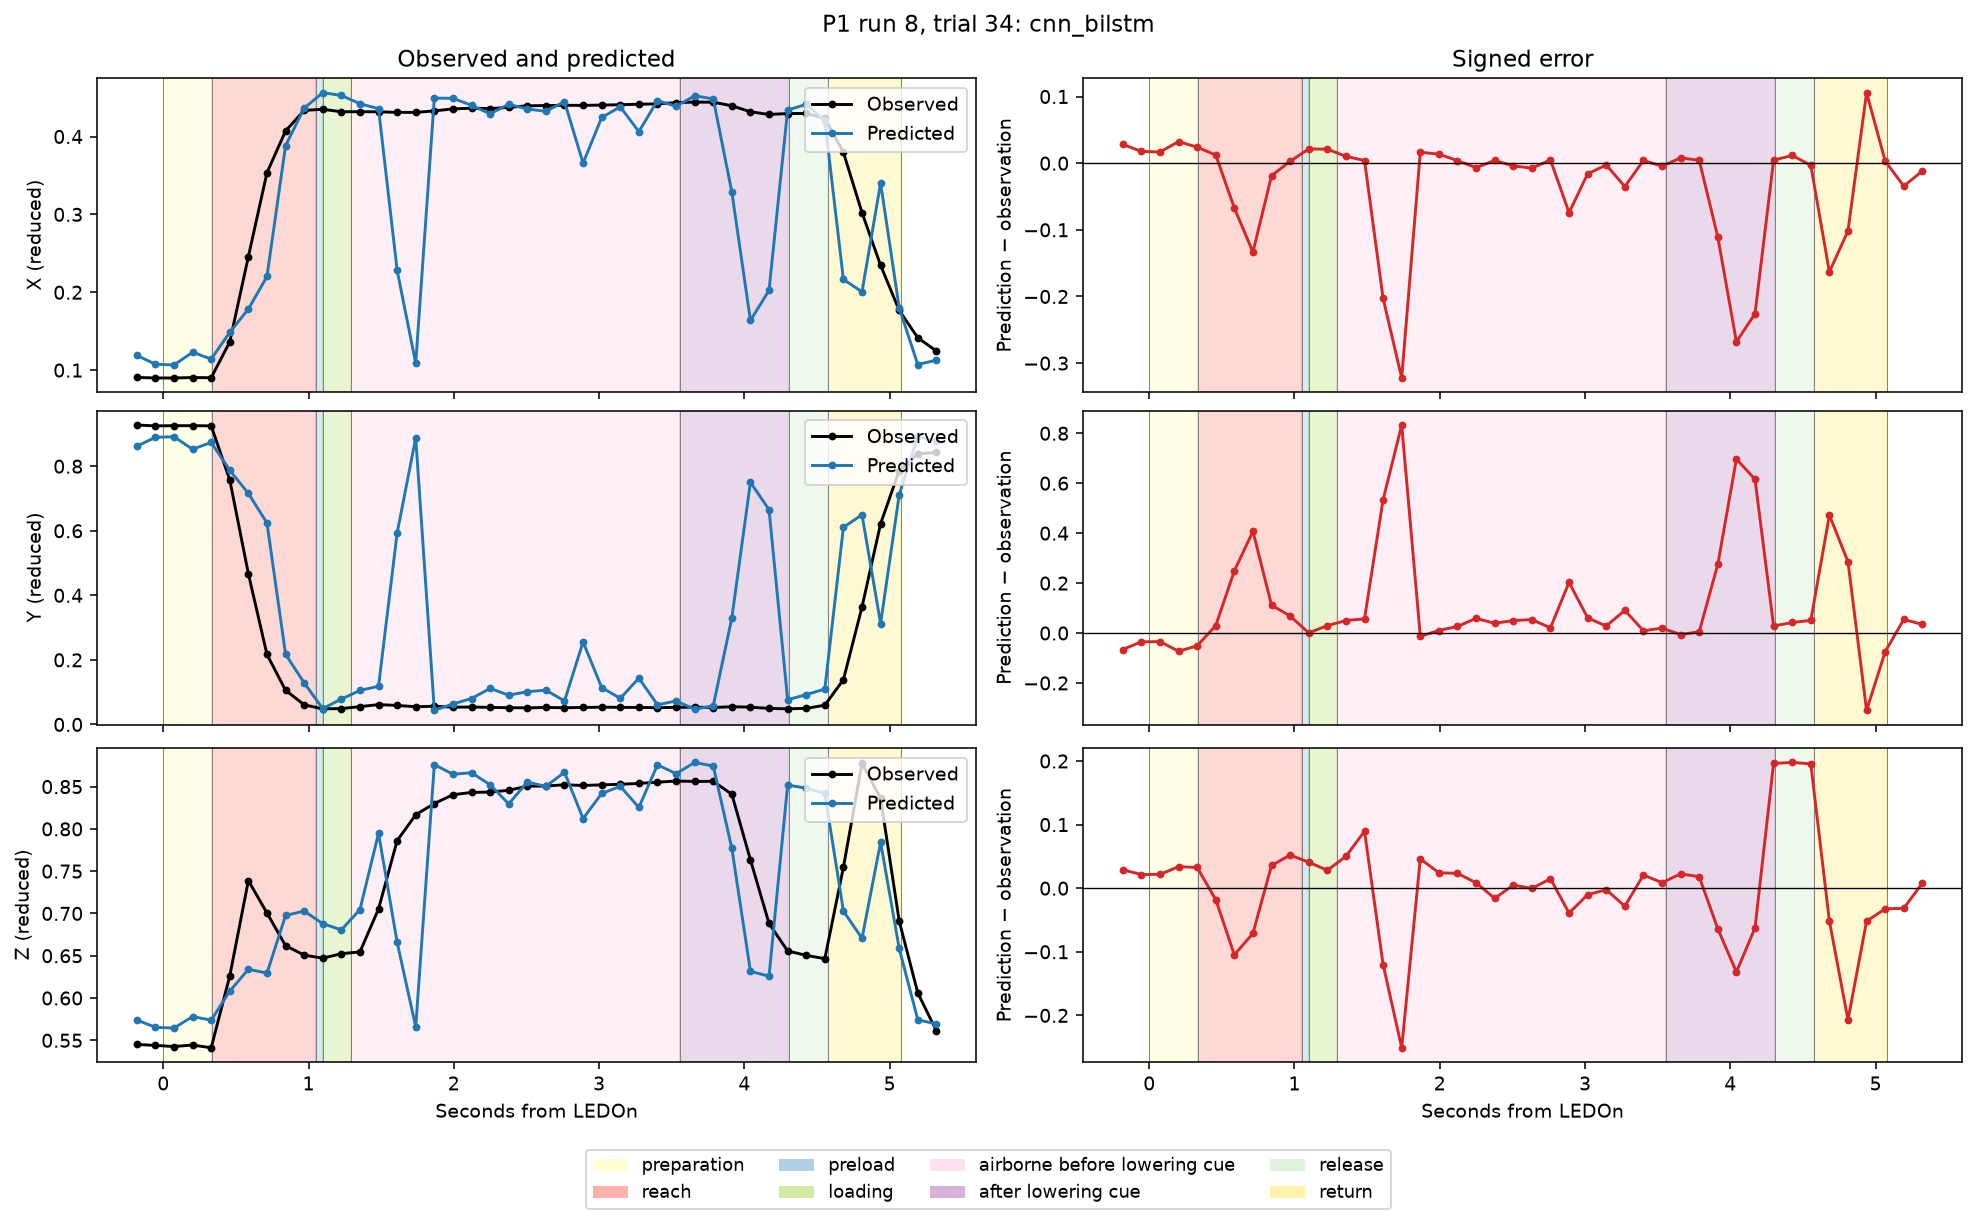 P1 run 8, trial 34: cnn_bilstm
Observed and predicted
Signed error
X (reduced)
0.4
0.3
0.2
0.1
Observed
Predicted
Prediction − observation
0.1
0.0
−0.1
−0.2
−0.3
Y (reduced)
0.8
0.6
0.4
0.2
0.0
Observed
Predicted
Prediction − observation
0.8
0.6
0.4
0.2
0.0
−0.2
Z (reduced)
0.85
0.80
0.75
0.70
0.65
0.60
0.55
Observed
Predicted
0 1 2 3 4 5
Seconds from LEDOn
Prediction − observation
0.2
0.1
0.0
−0.1
−0.2
0 1 2 3 4 5
Seconds from LEDOn
preparation preload airborne before lowering cue release
reach loading after lowering cue return